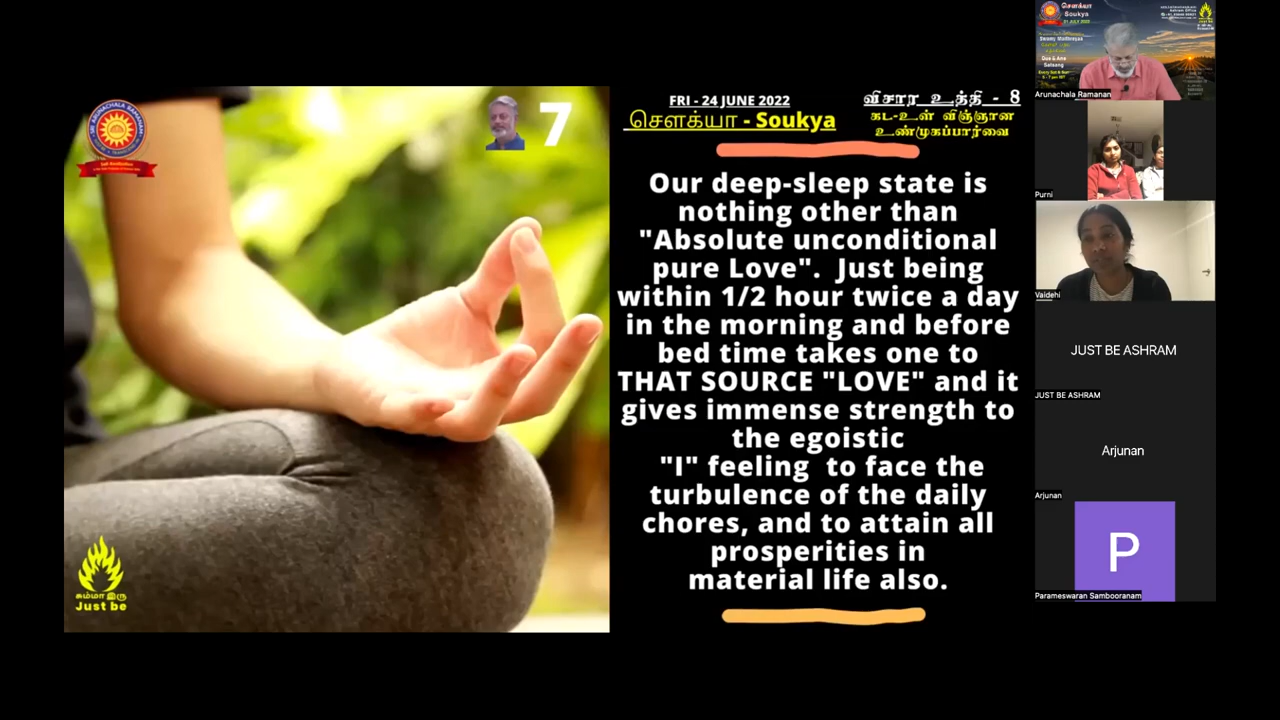 7
FRI - 24 JUNE 2022
சௌக்யா - Soukya
விசார உத்தி - 8
கட-உள் விஞ்ஞான
உண்முகப்பார்வை
Our deep-sleep state is
nothing other than
"Absolute unconditional
pure Love".  Just being
within 1/2 hour twice a day
in the morning and before
bed time takes one to
THAT SOURCE "LOVE" and it
gives immense strength to
the egoistic
"I" feeling  to face the
turbulence of the daily
chores, and to attain all
prosperities in
material life also.
சும்மா இரு
Just be
சௌக்யா
Soukya
Arunachala Ramanan
Purni
Vaidehi
JUST BE ASHRAM
JUST BE ASHRAM
Arjunan
Arjunan
P
Parameswaran Sambooranam